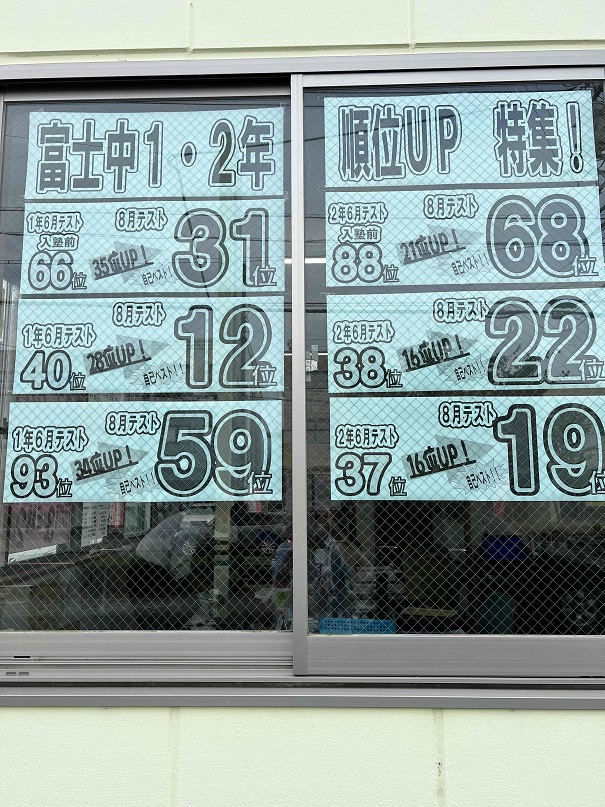 富士中1・2年
1年6月テスト 8月テスト
入塾前
66位 35位UP! 自己ベスト!! 31位
1年6月テスト 8月テスト
40位 28位UP! 自己ベスト!! 12位
1年6月テスト 8月テスト
93位 34位UP! 自己ベスト!! 59位
順位UP 特集!
2年6月テスト 8月テスト
入塾前
88位 21位UP! 自己ベスト!! 68位
2年6月テスト 8月テスト
38位 16位UP! 自己ベスト!! 22位
2年6月テスト 8月テスト
37位 16位UP! 自己ベスト!! 19位